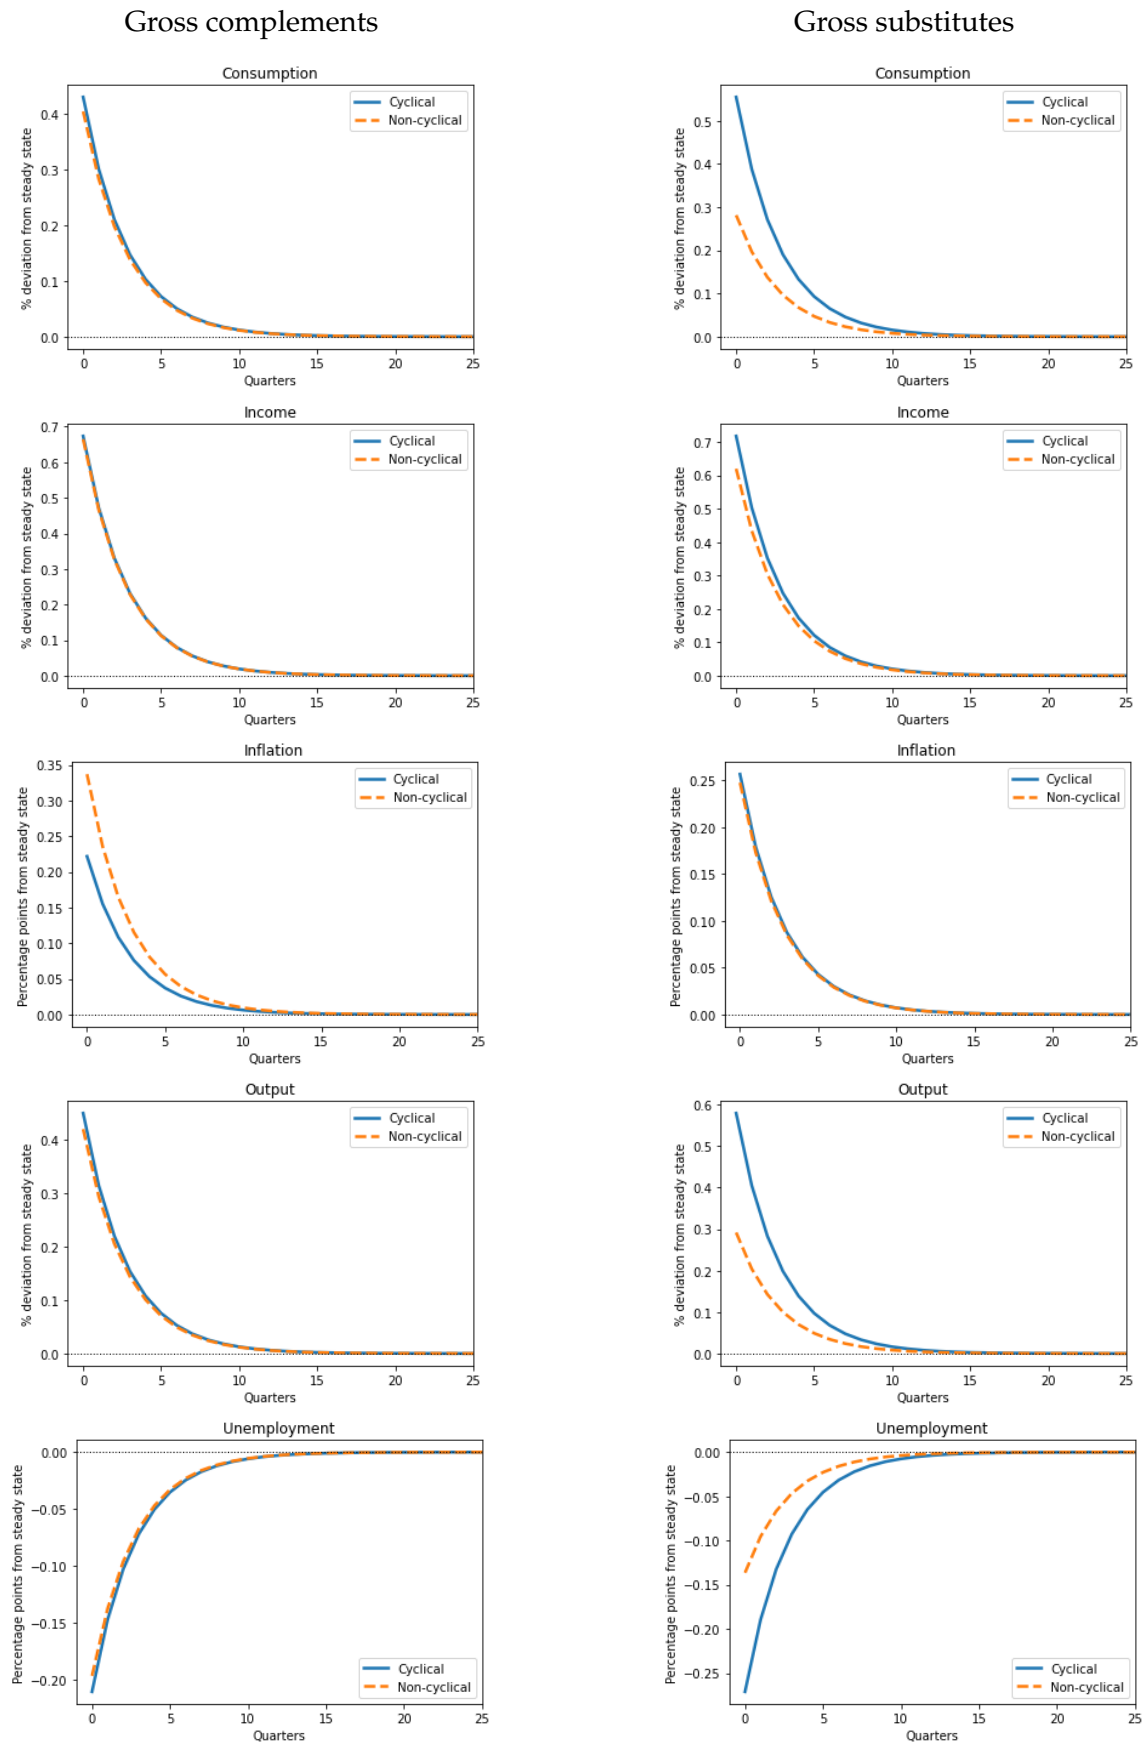 Gross complements
Gross substitutes
Consumption
% deviation from steady state
0.4
0.3
0.2
0.1
0.0
Cyclical
Non-cyclical
0 5 10 15 20 25
Quarters
Consumption
% deviation from steady state
0.5
0.4
0.3
0.2
0.1
0.0
Cyclical
Non-cyclical
0 5 10 15 20 25
Quarters
Income
% deviation from steady state
0.7
0.6
0.5
0.4
0.3
0.2
0.1
0.0
Cyclical
Non-cyclical
0 5 10 15 20 25
Quarters
Income
% deviation from steady state
0.7
0.6
0.5
0.4
0.3
0.2
0.1
0.0
Cyclical
Non-cyclical
0 5 10 15 20 25
Quarters
Inflation
Percentage points from steady state
0.35
0.30
0.25
0.20
0.15
0.10
0.05
0.00
Cyclical
Non-cyclical
0 5 10 15 20 25
Quarters
Inflation
Percentage points from steady state
0.25
0.20
0.15
0.10
0.05
0.00
Cyclical
Non-cyclical
0 5 10 15 20 25
Quarters
Output
% deviation from steady state
0.4
0.3
0.2
0.1
0.0
Cyclical
Non-cyclical
0 5 10 15 20 25
Quarters
Output
% deviation from steady state
0.6
0.5
0.4
0.3
0.2
0.1
0.0
Cyclical
Non-cyclical
0 5 10 15 20 25
Quarters
Unemployment
Percentage points from steady state
0.00
−0.05
−0.10
−0.15
−0.20
Cyclical
Non-cyclical
0 5 10 15 20 25
Quarters
Unemployment
Percentage points from steady state
0.00
−0.05
−0.10
−0.15
−0.20
−0.25
Cyclical
Non-cyclical
0 5 10 15 20 25
Quarters